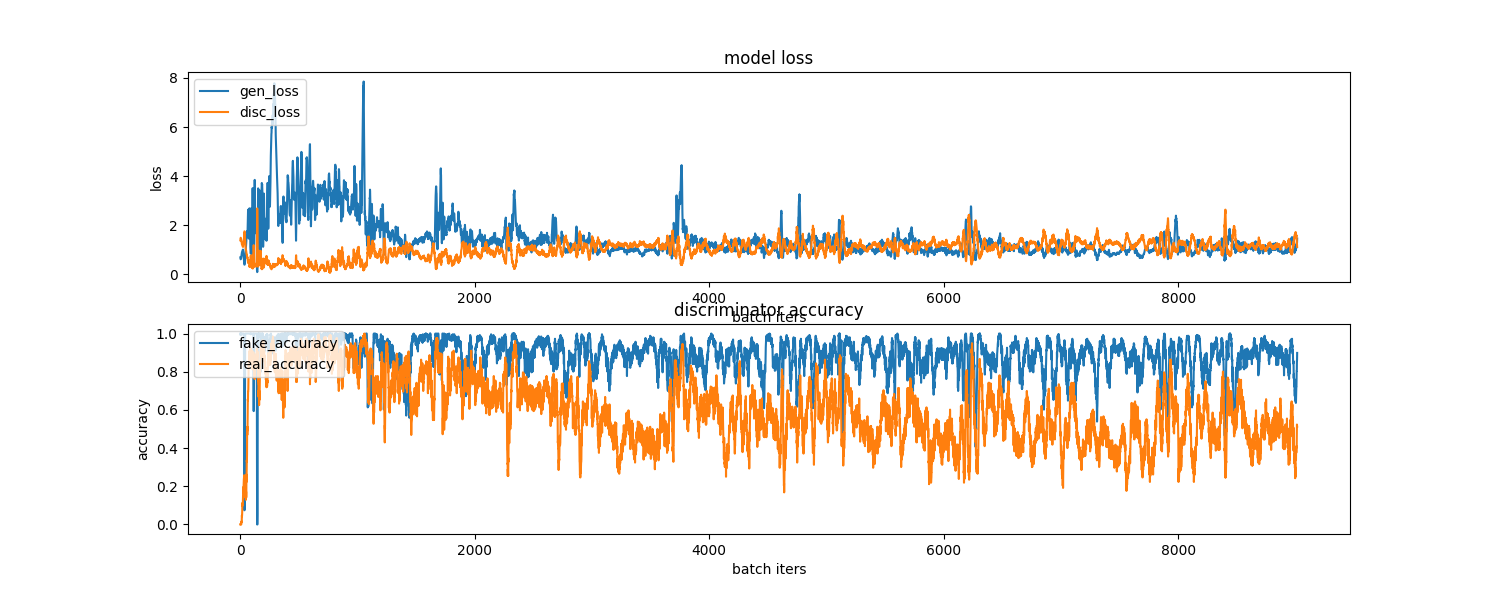 model loss
8
6
4
2
0
loss
gen_loss
disc_loss
0 2000 4000 6000 8000
batch iters
discriminator accuracy
1.0
0.8
0.6
0.4
0.2
0.0
accuracy
fake_accuracy
real_accuracy
0 2000 4000 6000 8000
batch iters